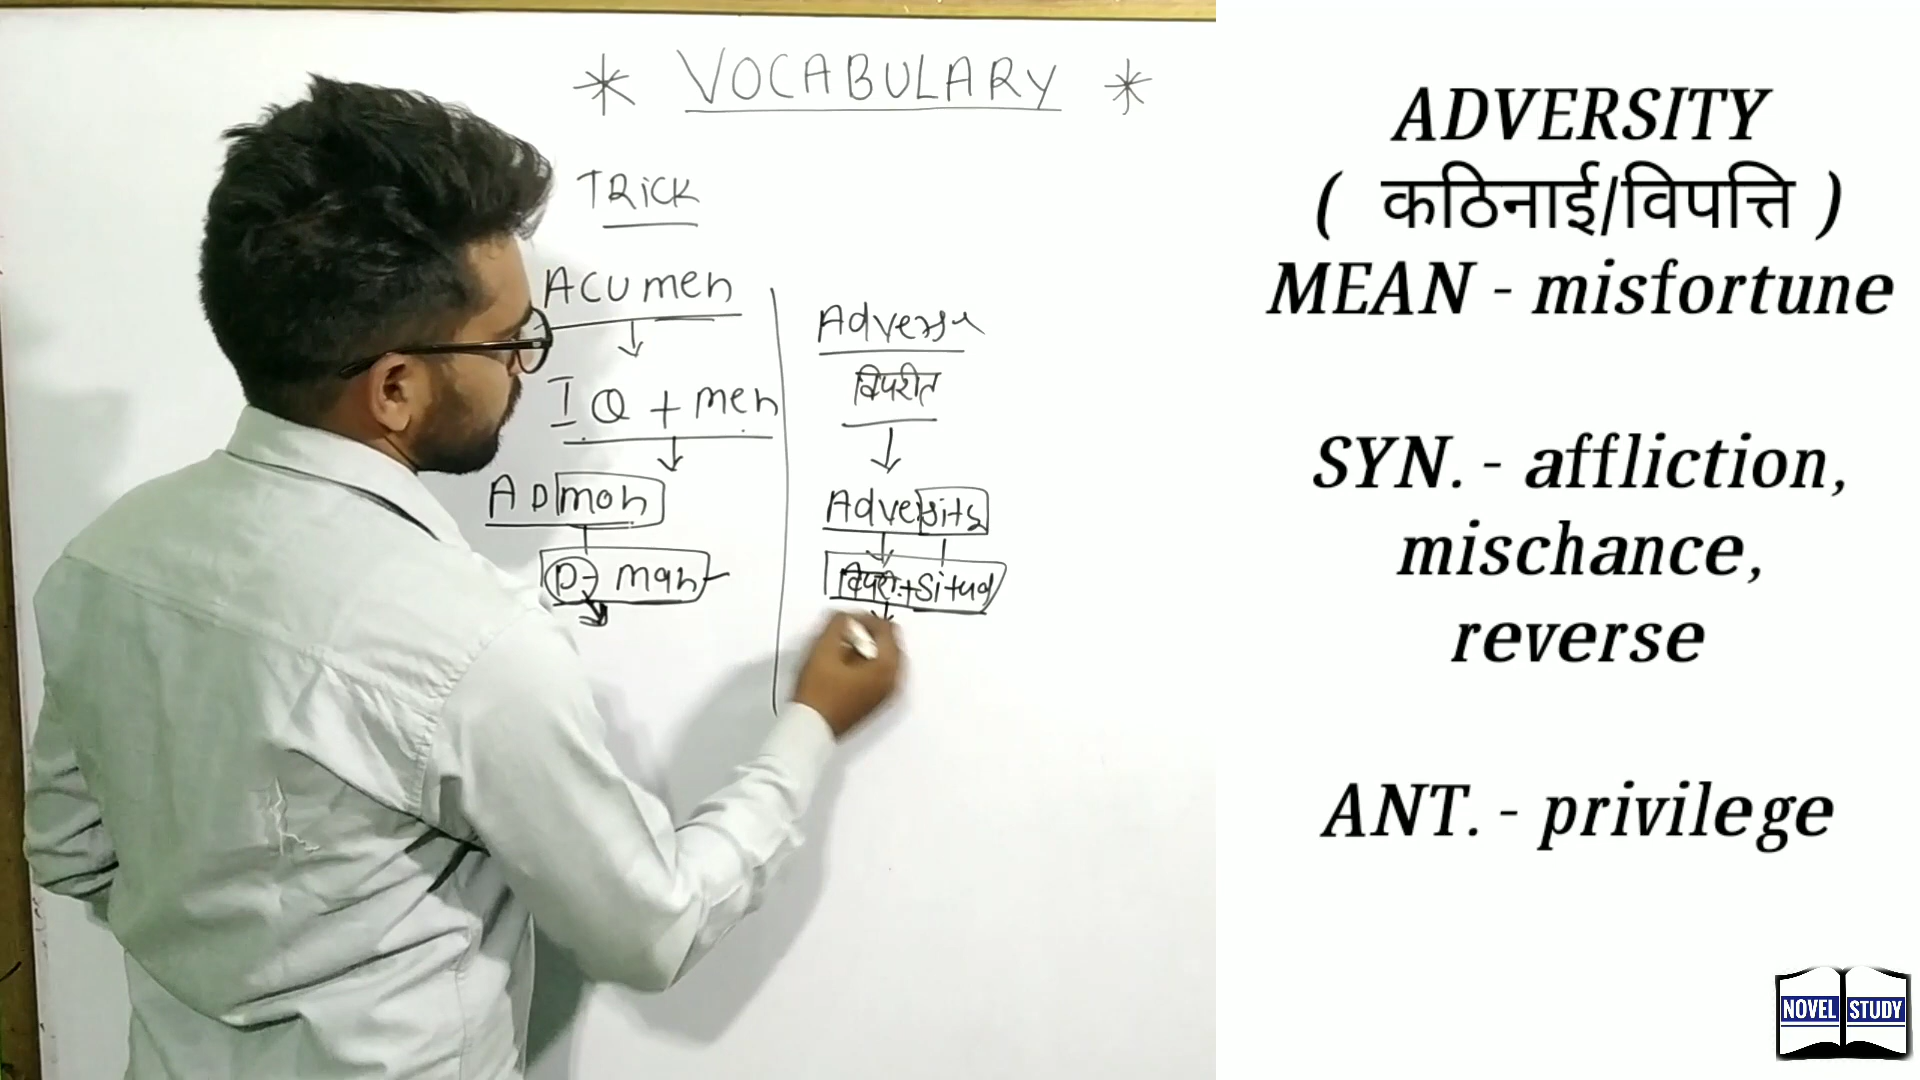 * VOCABULARY *
TRICK
ACUmen
IQ + men
ADmon
D- man
Adverse
विपरीत
Adversity
विपरी.+Situa
ADVERSITY
( कठिनाई/विपत्ति )
MEAN - misfortune
SYN. - affliction,
mischance,
reverse
ANT. - privilege
NOVEL STUDY